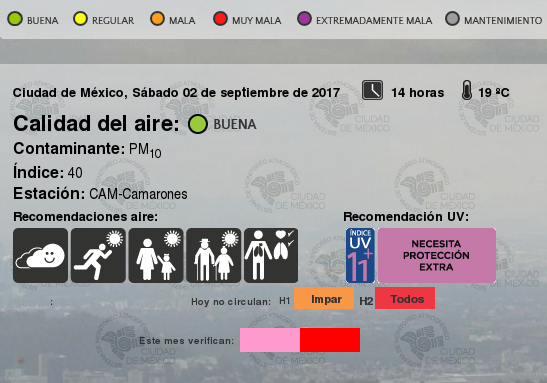 BUENA REGULAR MALA MUY MALA EXTREMADAMENTE MALA MANTENIMIENTO
Ciudad de México, Sábado 02 de septiembre de 2017 14 horas 19 ºC
Calidad del aire: BUENA
Contaminante: PM10
Índice: 40
Estación: CAM-Camarones
Recomendaciones aire: Recomendación UV:
ÍNDICE
UV
11+
NECESITA
PROTECCIÓN
EXTRA
: Hoy no circulan: H1 Impar H2 Todos
Este mes verifican:
CIUDAD
DE MÉXICO